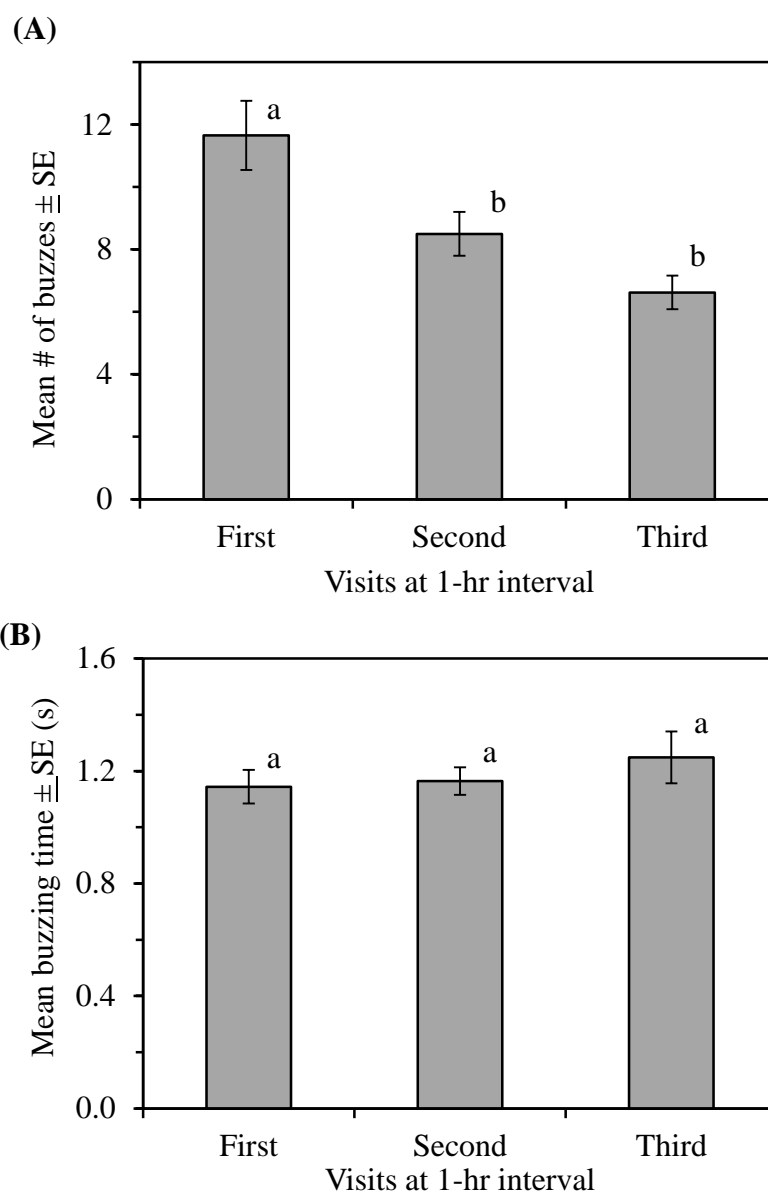 (A)
Mean # of buzzes ± SE
12
8
4
0
a
b
b
First Second Third
Visits at 1-hr interval
(B)
Mean buzzing time ± SE (s)
1.6
1.2
0.8
0.4
0.0
a
a
a
First Second Third
Visits at 1-hr interval